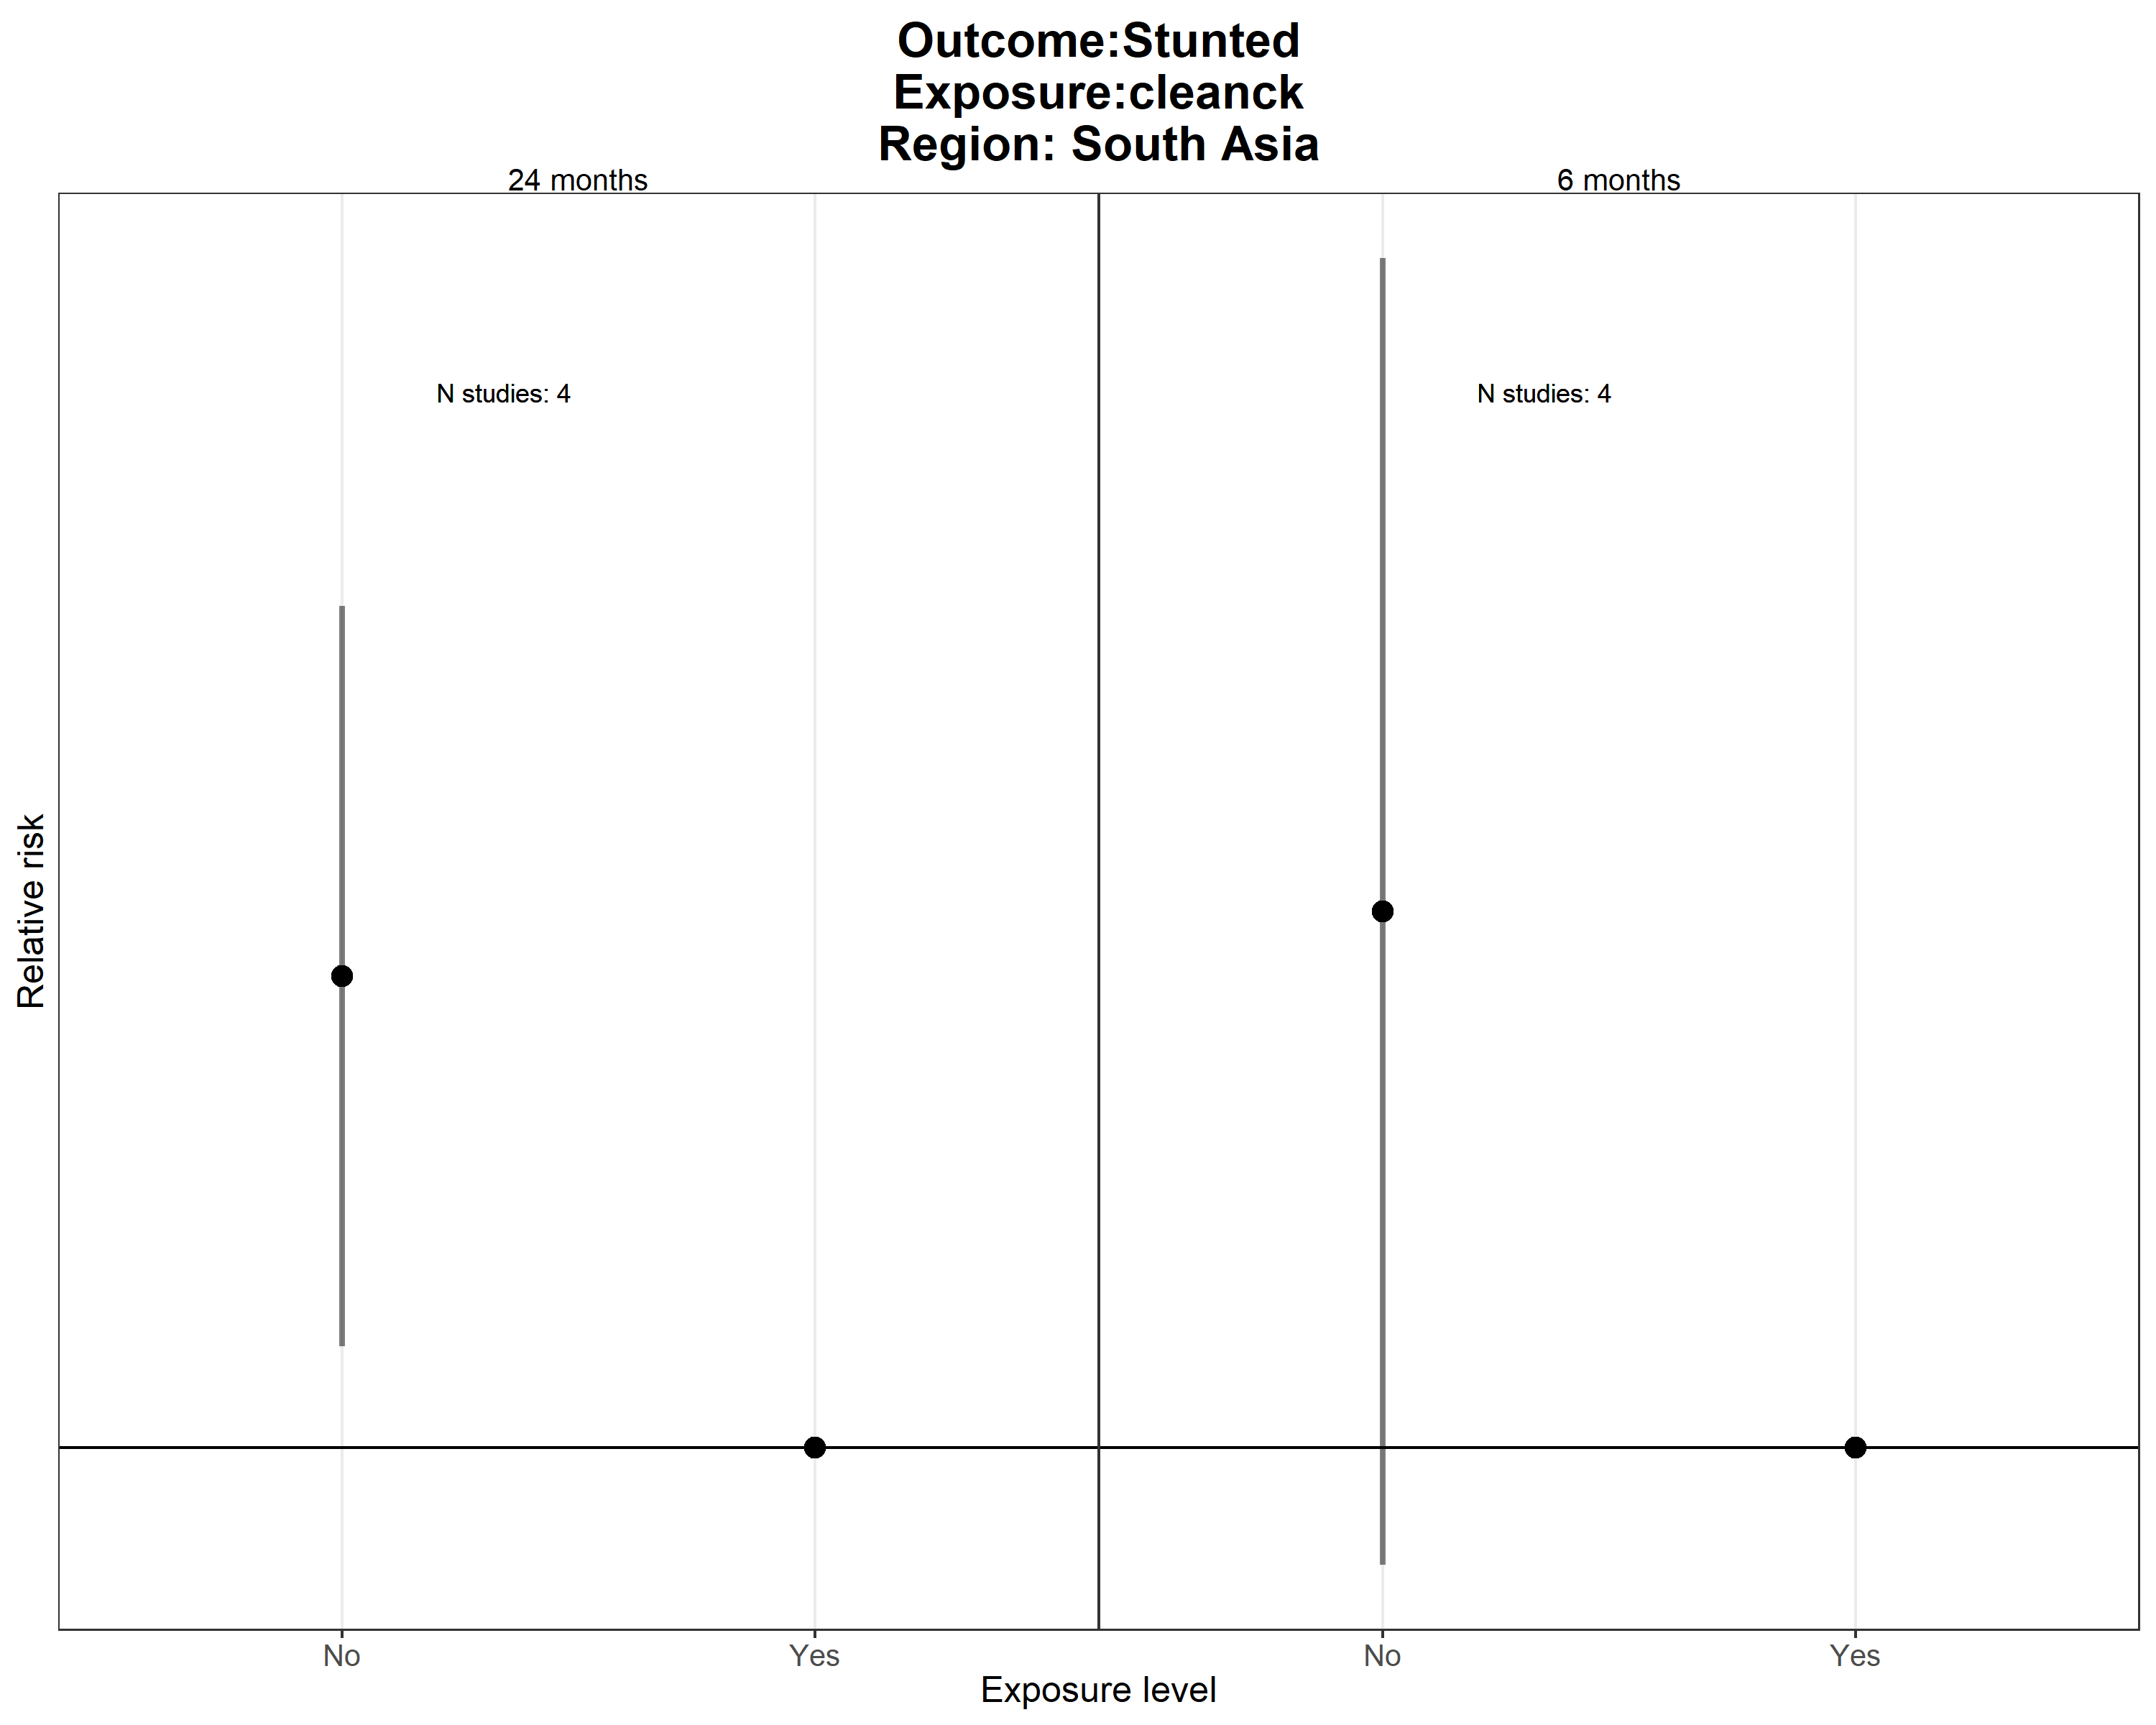 Outcome:Stunted
Exposure:cleanck
Region: South Asia
24 months
6 months
N studies: 4
N studies: 4
Relative risk
No
Yes
No
Yes
Exposure level